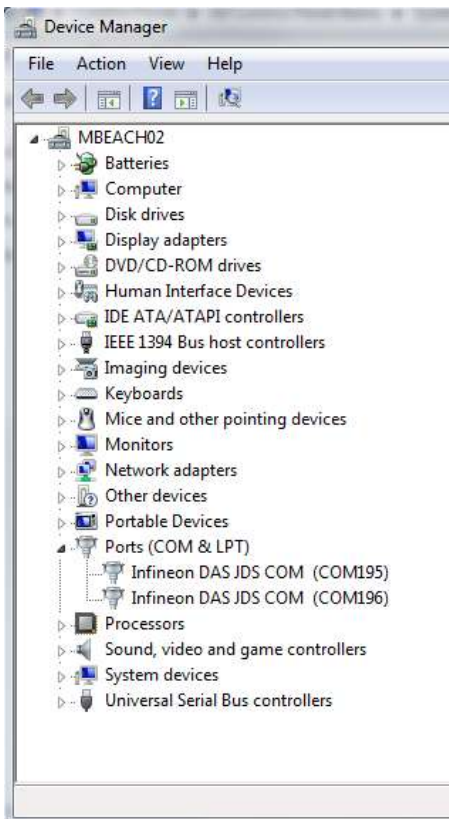 Device Manager
File Action View Help
MBEACH02
Batteries
Computer
Disk drives
Display adapters
DVD/CD-ROM drives
Human Interface Devices
IDE ATA/ATAPI controllers
IEEE 1394 Bus host controllers
Imaging devices
Keyboards
Mice and other pointing devices
Monitors
Network adapters
Other devices
Portable Devices
Ports (COM & LPT)
Infineon DAS JDS COM (COM195)
Infineon DAS JDS COM (COM196)
Processors
Sound, video and game controllers
System devices
Universal Serial Bus controllers